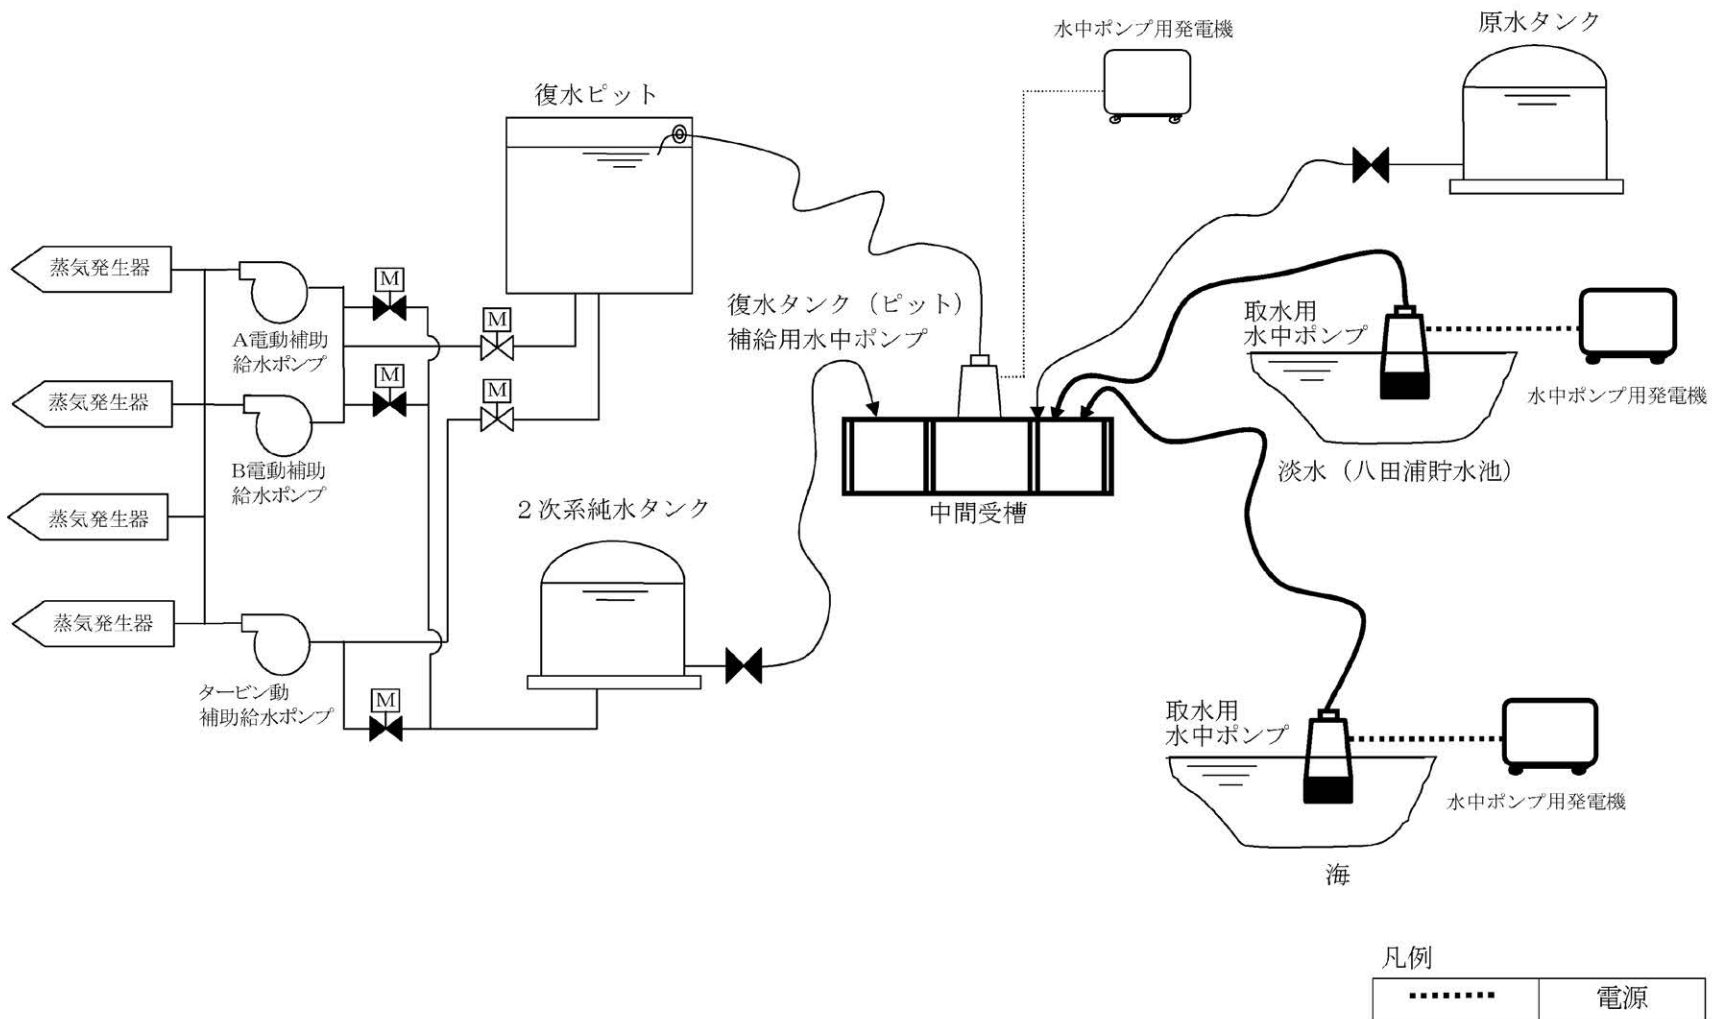 水中ポンプ用発電機
原水タンク
復水ピット
蒸気発生器
M
A電動補助
給水ポンプ
M
復水タンク（ピット）
補給用水中ポンプ
取水用
水中ポンプ
水中ポンプ用発電機
淡水（八田浦貯水池）
蒸気発生器
M
M
B電動補助
給水ポンプ
蒸気発生器
２次系純水タンク
中間受槽
蒸気発生器
タービン動
補助給水ポンプ
M
取水用
水中ポンプ
水中ポンプ用発電機
海
凡例
電源